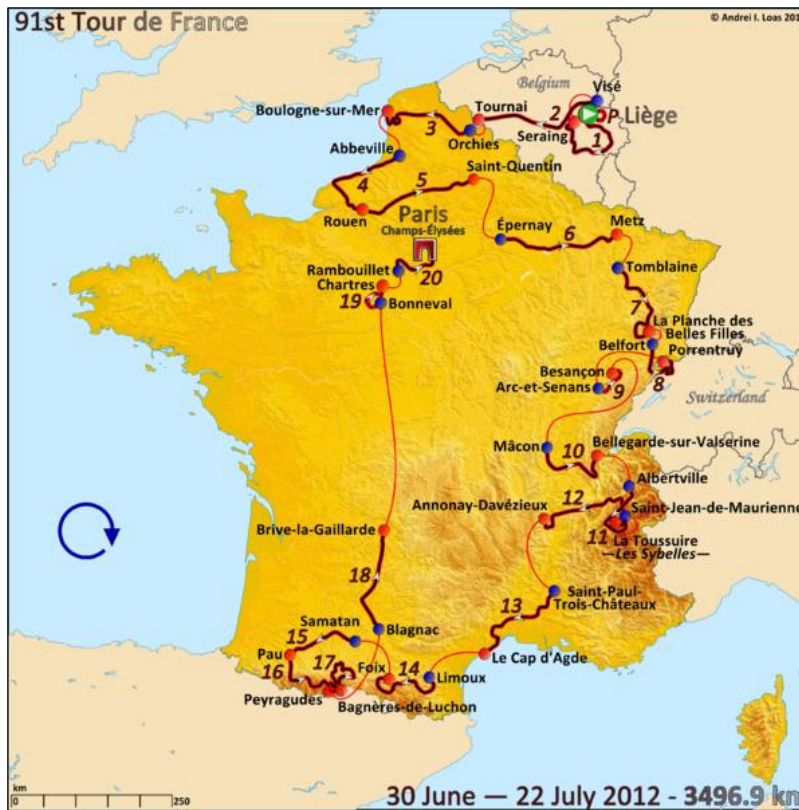 91st Tour de France
© Andrei I. Loas 201
Belgium
Visé
Boulogne-sur-Mer
Tournai
2
P Liège
3
Seraing
1
Orchies
Abbeville
Saint-Quentin
4
5
Rouen
Paris
Champs-Élysées
Épernay
Metz
6
Rambouillet
20
Tomblaine
Chartres
19
Bonneval
7
La Planche des
Belles Filles
Belfort
Porrentruy
Besançon
8
Arc-et-Senans
9
Switzerland
Mâcon
10
Bellegarde-sur-Valserine
Albertville
Annonay-Davézieux
12
Saint-Jean-de-Maurienne
Brive-la-Gaillarde
11
La Toussuire
—Les Sybelles—
18
Saint-Paul-
Trois-Châteaux
13
Samatan
Blagnac
15
Pau
17
Foix
14
Le Cap d'Agde
16
Limoux
Peyragudes
Bagnères-de-Luchon
km
0
250
30 June — 22 July 2012 - 3496.9 km